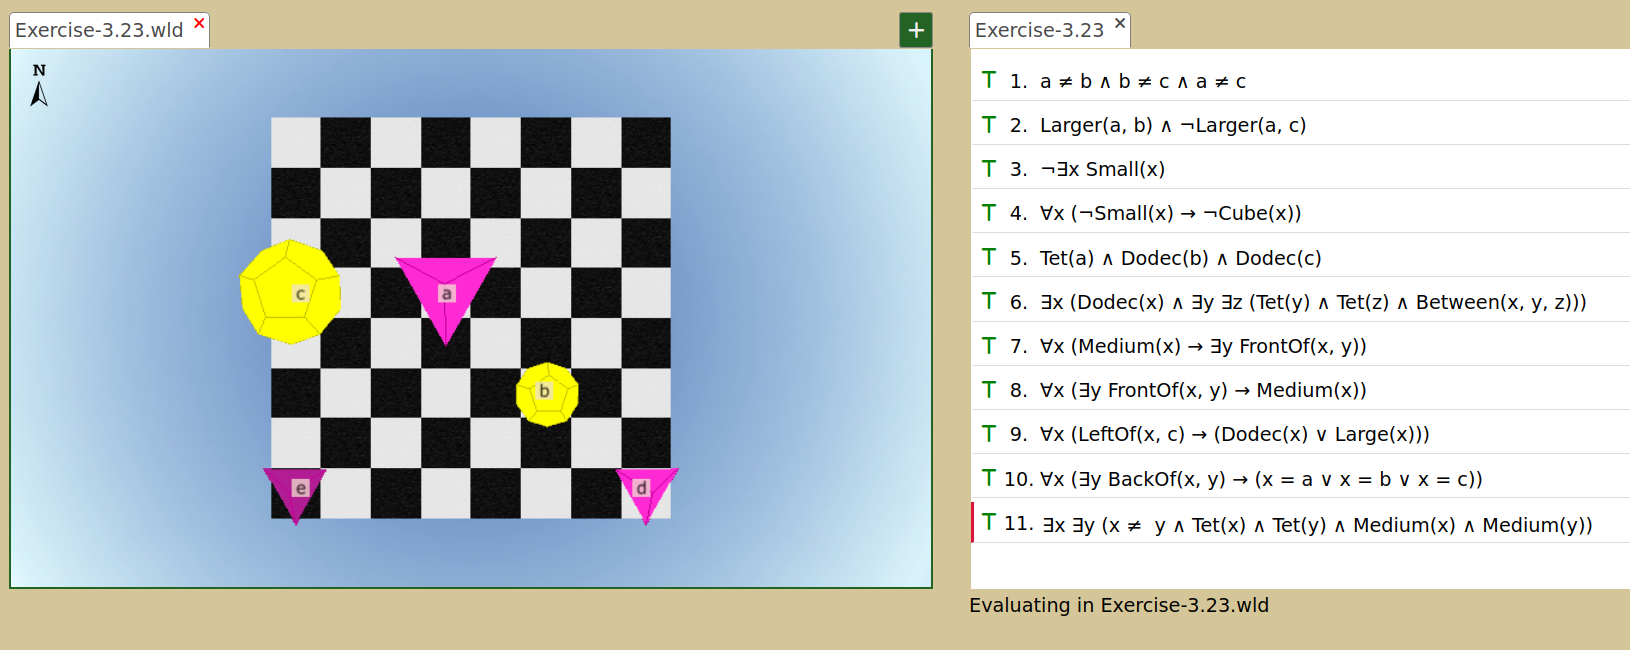 Exercise-3.23.wld ×
+
N
c
a
b
e
d
Exercise-3.23 ×
T 1. a ≠ b ∧ b ≠ c ∧ a ≠ c
T 2. Larger(a, b) ∧ ¬Larger(a, c)
T 3. ¬∃x Small(x)
T 4. ∀x (¬Small(x) → ¬Cube(x))
T 5. Tet(a) ∧ Dodec(b) ∧ Dodec(c)
T 6. ∃x (Dodec(x) ∧ ∃y ∃z (Tet(y) ∧ Tet(z) ∧ Between(x, y, z)))
T 7. ∀x (Medium(x) → ∃y FrontOf(x, y))
T 8. ∀x (∃y FrontOf(x, y) → Medium(x))
T 9. ∀x (LeftOf(x, c) → (Dodec(x) ∨ Large(x)))
T 10. ∀x (∃y BackOf(x, y) → (x = a ∨ x = b ∨ x = c))
T 11. ∃x ∃y (x ≠ y ∧ Tet(x) ∧ Tet(y) ∧ Medium(x) ∧ Medium(y))
Evaluating in Exercise-3.23.wld